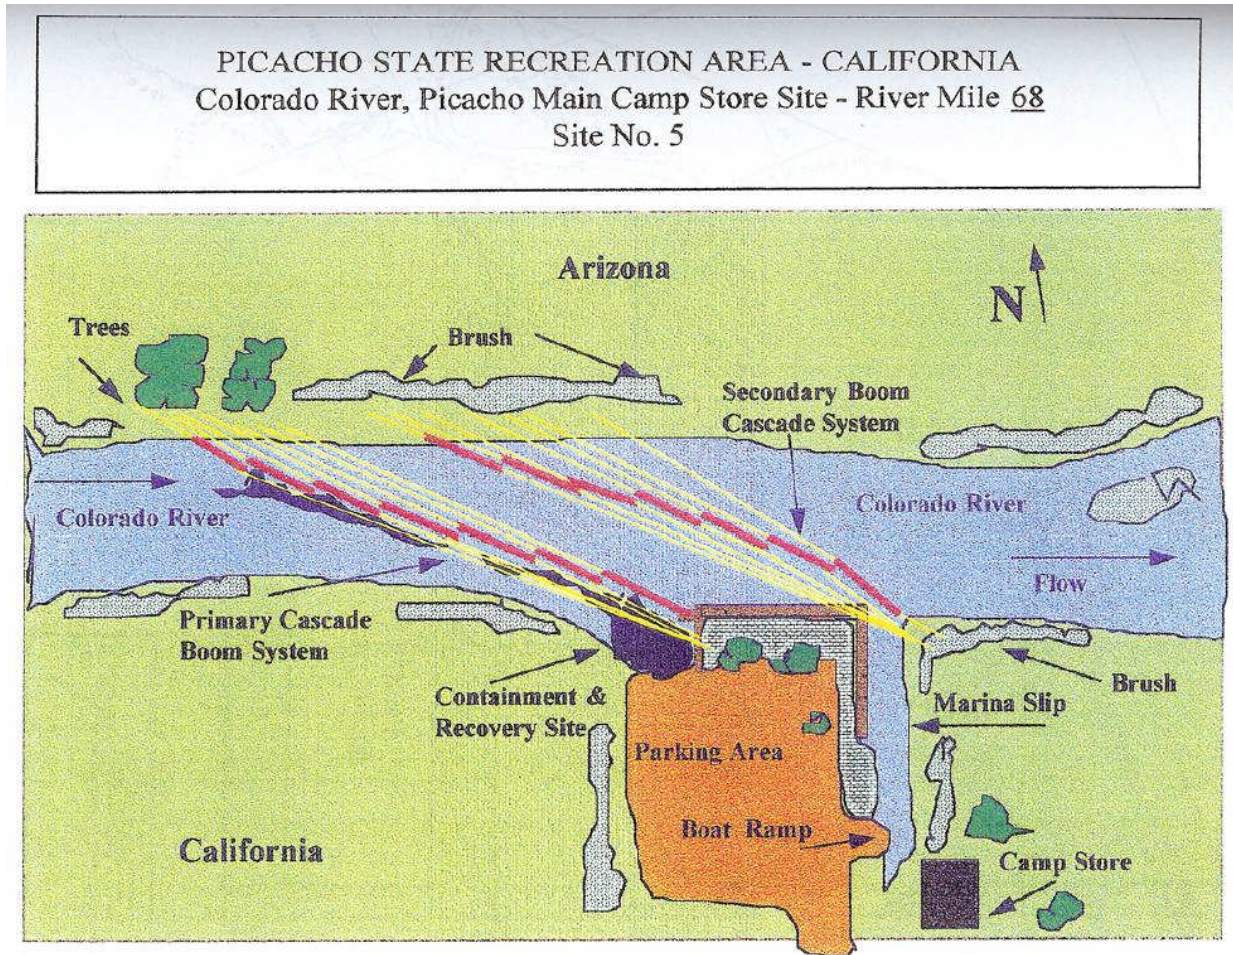 PICACHO STATE RECREATION AREA - CALIFORNIA
Colorado River, Picacho Main Camp Store Site - River Mile 68
Site No. 5
Arizona
N
Trees
Brush
Secondary Boom
Cascade System
Colorado River
Colorado River
Flow
Primary Cascade
Boom System
Containment &
Recovery Site
Brush
Marina Slip
Parking Area
Boat Ramp
California
Camp Store